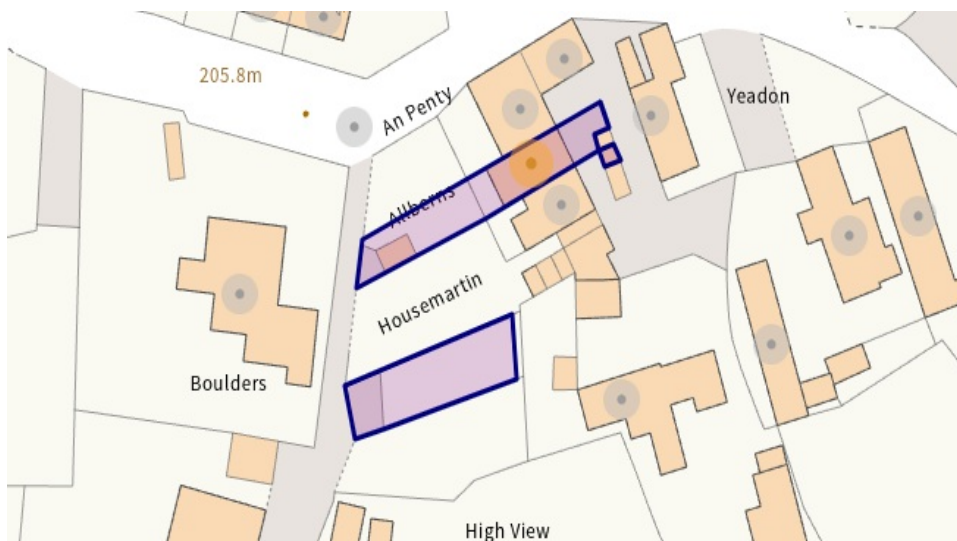 205.8m
An Penty
Yeadon
Allberns
Housemartin
Boulders
High View